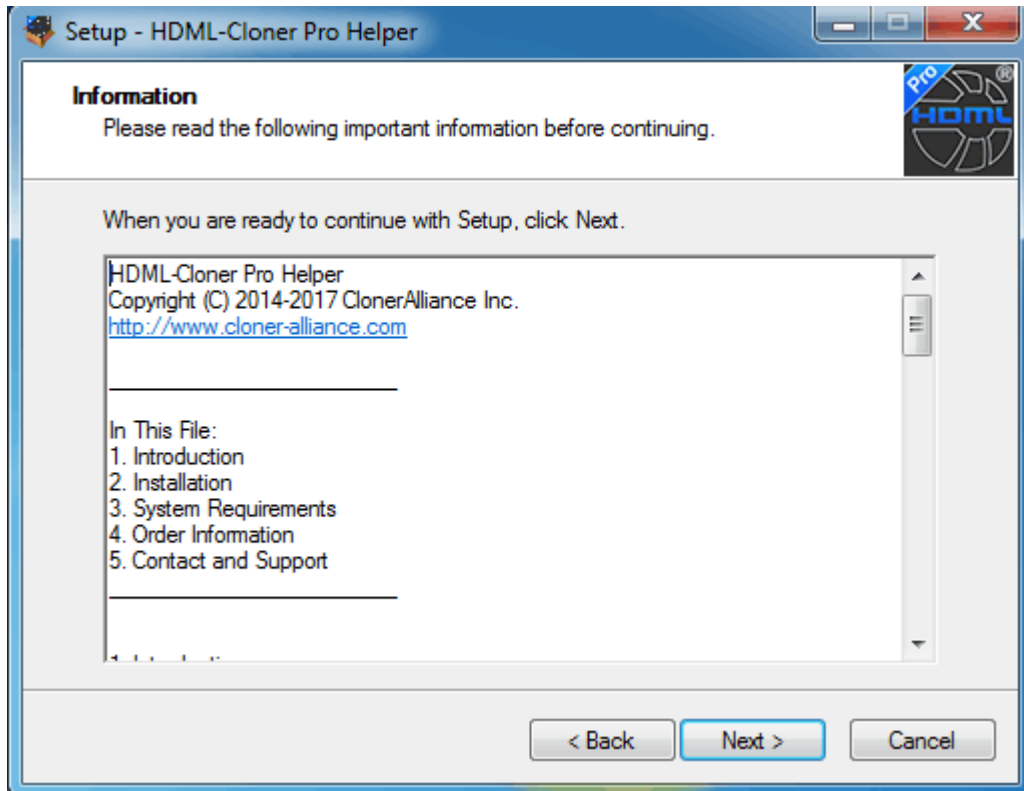 Setup - HDML-Cloner Pro Helper
Information
Please read the following important information before continuing.
Pro
HDML
®
When you are ready to continue with Setup, click Next.
HDML-Cloner Pro Helper
Copyright (C) 2014-2017 ClonerAlliance Inc.
http://www.cloner-alliance.com
In This File:
1. Introduction
2. Installation
3. System Requirements
4. Order Information
5. Contact and Support
< Back
Next >
Cancel